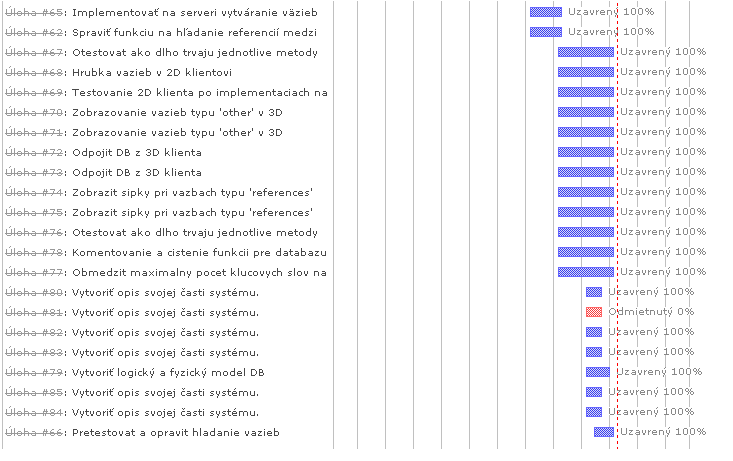 Úloha #65: Implementovať na serveri vytváranie väzieb Uzavrený 100%
Úloha #62: Spraviť funkciu na hľadanie referencií medzi Uzavrený 100%
Úloha #67: Otestovat ako dlho trvaju jednotlive metody Uzavrený 100%
Úloha #68: Hrubka vazieb v 2D klientovi Uzavrený 100%
Úloha #69: Testovanie 2D klienta po implementaciach na Uzavrený 100%
Úloha #70: Zobrazovanie vazieb typu 'other' v 3D Uzavrený 100%
Úloha #71: Zobrazovanie vazieb typu 'other' v 3D Uzavrený 100%
Úloha #72: Odpojit DB z 3D klienta Uzavrený 100%
Úloha #73: Odpojit DB z 3D klienta Uzavrený 100%
Úloha #74: Zobrazit sipky pri vazbach typu 'references' Uzavrený 100%
Úloha #75: Zobrazit sipky pri vazbach typu 'references' Uzavrený 100%
Úloha #76: Otestovat ako dlho trvaju jednotlive metody Uzavrený 100%
Úloha #78: Komentovanie a cistenie funkcii pre databazu Uzavrený 100%
Úloha #77: Obmedzit maximalny pocet klucovych slov na Uzavrený 100%
Úloha #80: Vytvoriť opis svojej časti systému. Uzavrený 100%
Úloha #81: Vytvoriť opis svojej časti systému. Odmietnutý 0%
Úloha #82: Vytvoriť opis svojej časti systému. Uzavrený 100%
Úloha #83: Vytvoriť opis svojej časti systému. Uzavrený 100%
Úloha #79: Vytvoriť logický a fyzický model DB Uzavrený 100%
Úloha #85: Vytvoriť opis svojej časti systému. Uzavrený 100%
Úloha #84: Vytvoriť opis svojej časti systému. Uzavrený 100%
Úloha #66: Pretestovat a opravit hladanie vazieb Uzavrený 100%